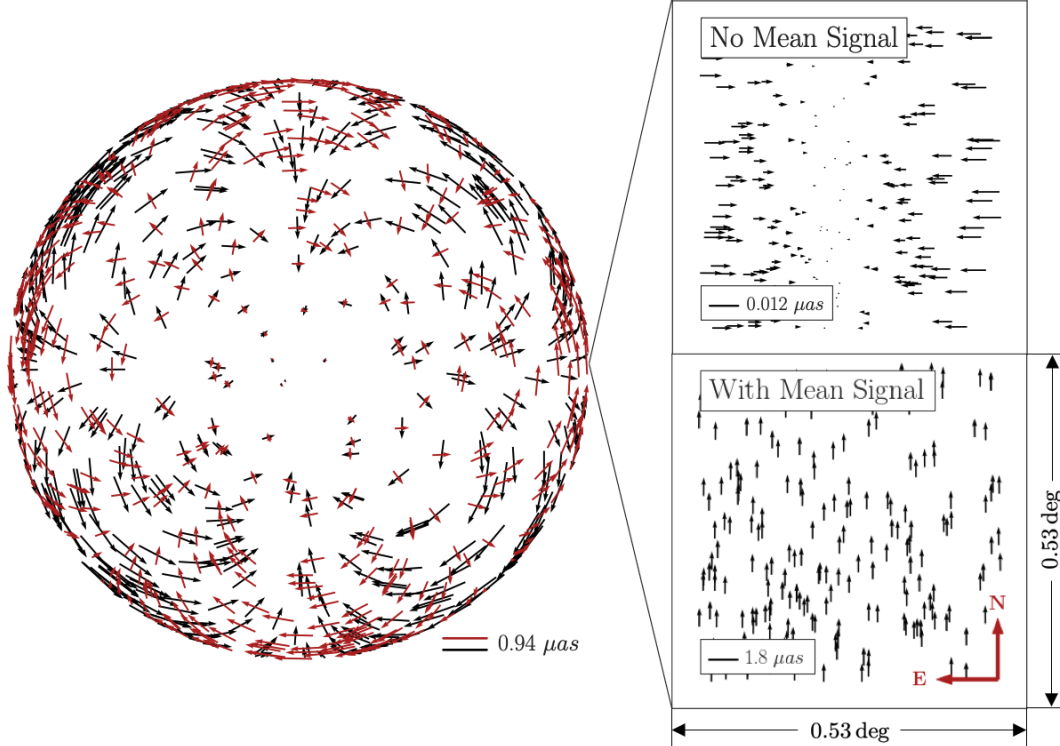 No Mean Signal
0.012 μas
With Mean Signal
1.8 μas
N
E
0.94 μas
0.53 deg
0.53 deg